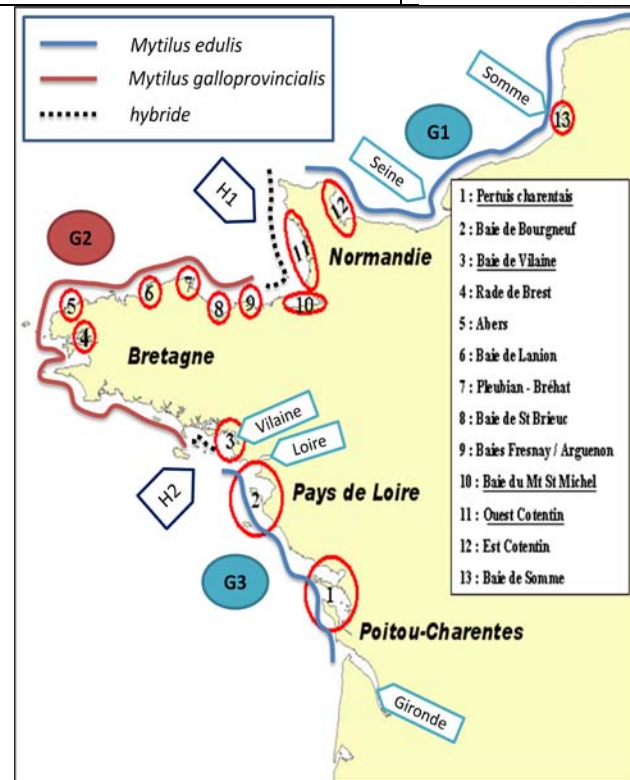 Mytilus edulis
Mytilus galloprovincialis
hybride
Somme
13
G1
Seine
H1
12
1 : Pertuis charentais
2 : Baie de Bourgneuf
3 : Baie de Vilaine
4 : Rade de Brest
5 : Abers
6 : Baie de Lanion
7 : Pleubian - Bréhat
8 : Baie de St Brieuc
9 : Baies Fresnay / Arguenon
10 : Baie du Mt St Michel
11 : Ouest Cotentin
12 : Est Cotentin
13 : Baie de Somme
11
Normandie
G2
5
6
7
8
9
10
4
Bretagne
3
Vilaine
Loire
H2
2
Pays de Loire
G3
1
Poitou-Charentes
Gironde